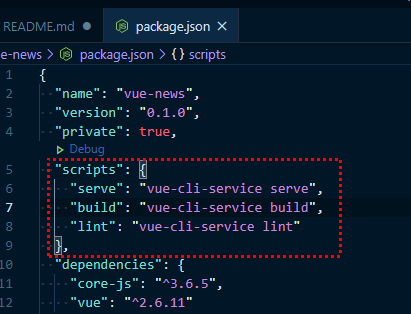 README.md package.json
e-news > package.json > {} scripts
1 {
2 "name": "vue-news",
3 "version": "0.1.0",
4 "private": true,
Debug
5 "scripts": {
6 "serve": "vue-cli-service serve",
7 "build": "vue-cli-service build",
8 "lint": "vue-cli-service lint"
9 },
10 "dependencies": {
11 "core-js": "^3.6.5",
12 "vue": "^2.6.11"